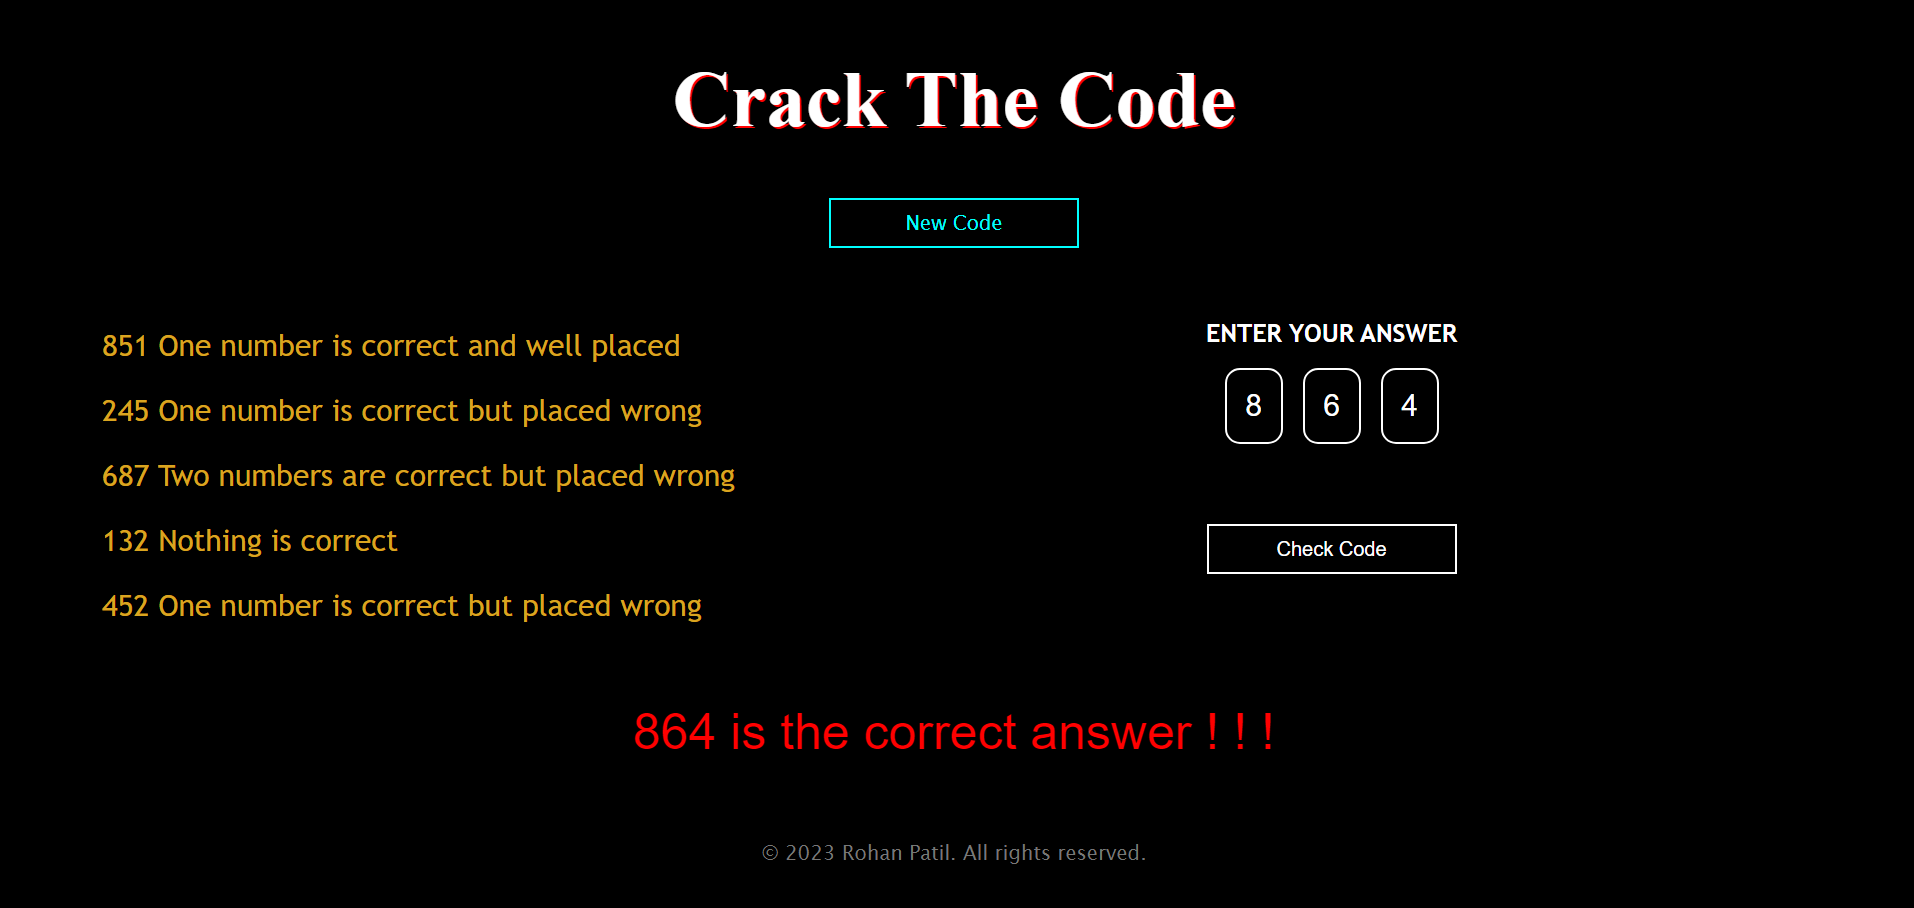 Crack The Code
New Code
851 One number is correct and well placed
245 One number is correct but placed wrong
687 Two numbers are correct but placed wrong
132 Nothing is correct
452 One number is correct but placed wrong
ENTER YOUR ANSWER
8 6 4
Check Code
864 is the correct answer ! ! !
© 2023 Rohan Patil. All rights reserved.